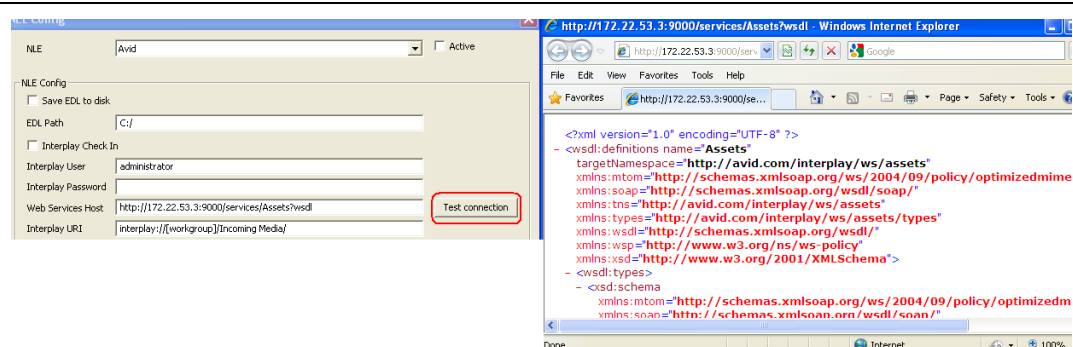 NLE Config
NLE
Avid
Active
NLE Config
Save EDL to disk
EDL Path
C:/
Interplay Check In
Interplay User
administrator
Interplay Password
Web Services Host
http://172.22.53.3:9000/services/Assets?wsdl
Test connection
Interplay URI
interplay://[workgroup]/Incoming Media/
http://172.22.53.3:9000/services/Assets?wsdl - Windows Internet Explorer
http://172.22.53.3:9000/serv
Google
File Edit View Favorites Tools Help
Favorites
http://172.22.53.3:9000/se...
Page Safety Tools
<?xml version="1.0" encoding="UTF-8" ?>
- <wsdl:definitions name="Assets"
targetNamespace="http://avid.com/interplay/ws/assets"
xmlns:mtom="http://schemas.xmlsoap.org/ws/2004/09/policy/optimizedmime
xmlns:soap="http://schemas.xmlsoap.org/wsdl/soap/"
xmlns:tns="http://avid.com/interplay/ws/assets"
xmlns:types="http://avid.com/interplay/ws/assets/types"
xmlns:wsdl="http://schemas.xmlsoap.org/wsdl/"
xmlns:wsp="http://www.w3.org/ns/ws-policy"
xmlns:xsd="http://www.w3.org/2001/XMLSchema">
- <wsdl:types>
- <xsd:schema
xmlns:mtom="http://schemas.xmlsoap.org/ws/2004/09/policy/optimizedm
xmlns:soap="http://schemas.xmlsoap.org/wsdl/soap/"
Done
Internet
100%